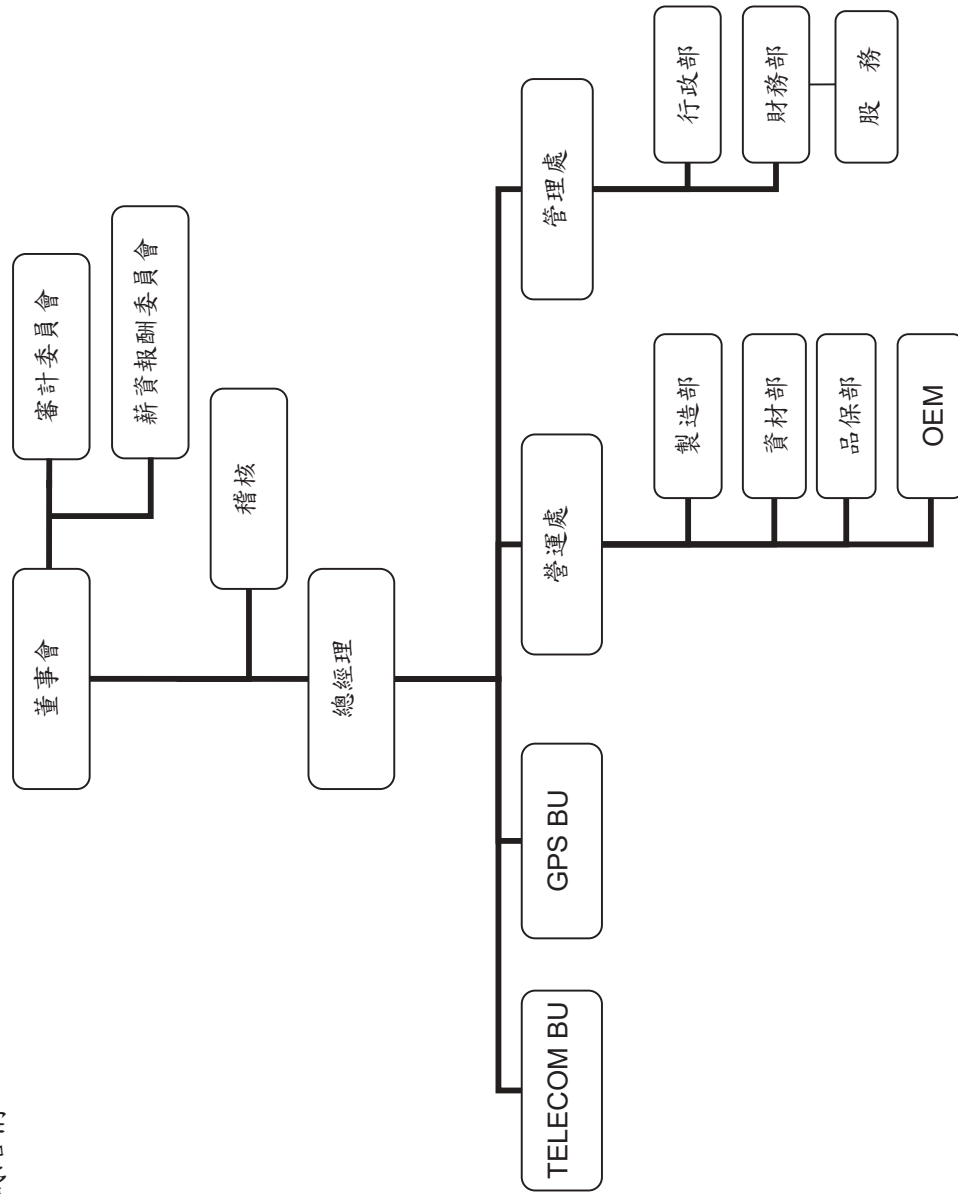 董事會
審計委員會
薪資報酬委員會
稽核
總經理
TELECOM BU
GPS BU
營運處
管理處
製造部
資材部
品保部
OEM
行政部
財務部
股 務